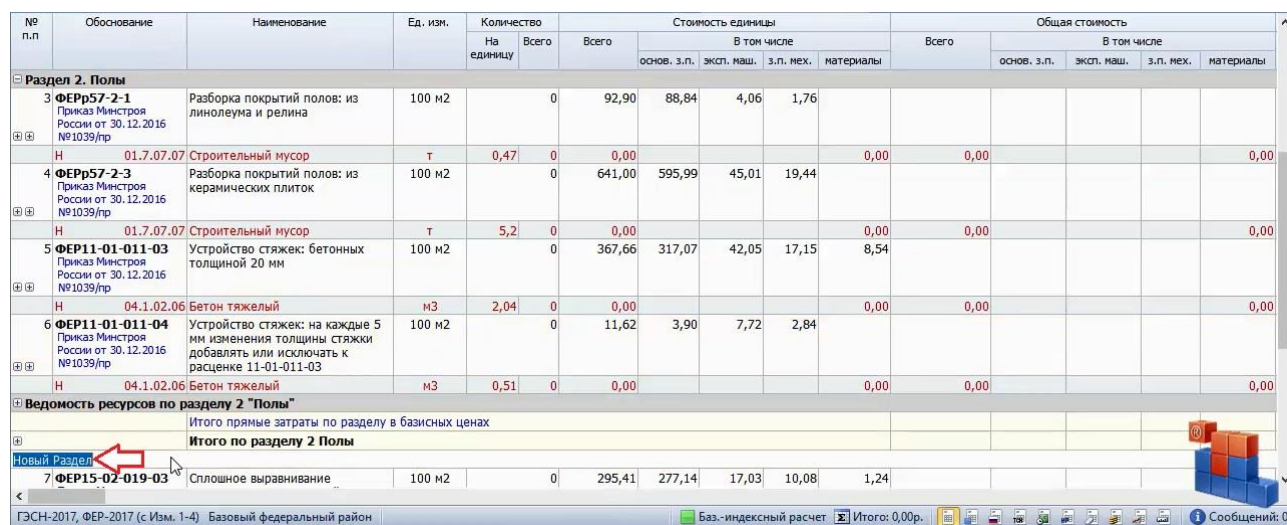 № п.п Обоснование Наименование Ед. изм. Количество Стоимость единицы Общая стоимость
На единицу Всего Всего В том числе Всего В том числе
основ. з.п. эксп. маш. з.п. мех. материалы основ. з.п. эксп. маш. з.п. мех. материалы
Раздел 2. Полы
3 ФЕРр57-2-1 Разборка покрытий полов: из 100 м2 0 92,90 88,84 4,06 1,76
Приказ Минстроя линолеума и релина
России от 30.12.2016
№1039/пр
Н 01.7.07.07 Строительный мусор т 0,47 0 0,00 0,00 0,00 0,00
4 ФЕРр57-2-3 Разборка покрытий полов: из 100 м2 0 641,00 595,99 45,01 19,44
Приказ Минстроя керамических плиток
России от 30.12.2016
№1039/пр
Н 01.7.07.07 Строительный мусор т 5,2 0 0,00 0,00 0,00 0,00
5 ФЕР11-01-011-03 Устройство стяжек: бетонных 100 м2 0 367,66 317,07 42,05 17,15 8,54
Приказ Минстроя толщиной 20 мм
России от 30.12.2016
№1039/пр
Н 04.1.02.06 Бетон тяжелый м3 2,04 0 0,00 0,00 0,00 0,00
6 ФЕР11-01-011-04 Устройство стяжек: на каждые 5 100 м2 0 11,62 3,90 7,72 2,84
Приказ Минстроя мм изменения толщины стяжки
России от 30.12.2016 добавлять или исключать к
№1039/пр расценке 11-01-011-03
Н 04.1.02.06 Бетон тяжелый м3 0,51 0 0,00 0,00 0,00 0,00
Ведомость ресурсов по разделу 2 "Полы"
Итого прямые затраты по разделу в базисных ценах
Итого по разделу 2 Полы
Новый Раздел
7 ФЕР15-02-019-03 Сплошное выравнивание 100 м2 0 295,41 277,14 17,03 10,08 1,24
ГЭСН-2017, ФЕР-2017 (с Изм. 1-4) Базовый федеральный район Баз.-индексный расчет Итого: 0,00р. Сообщений: 0